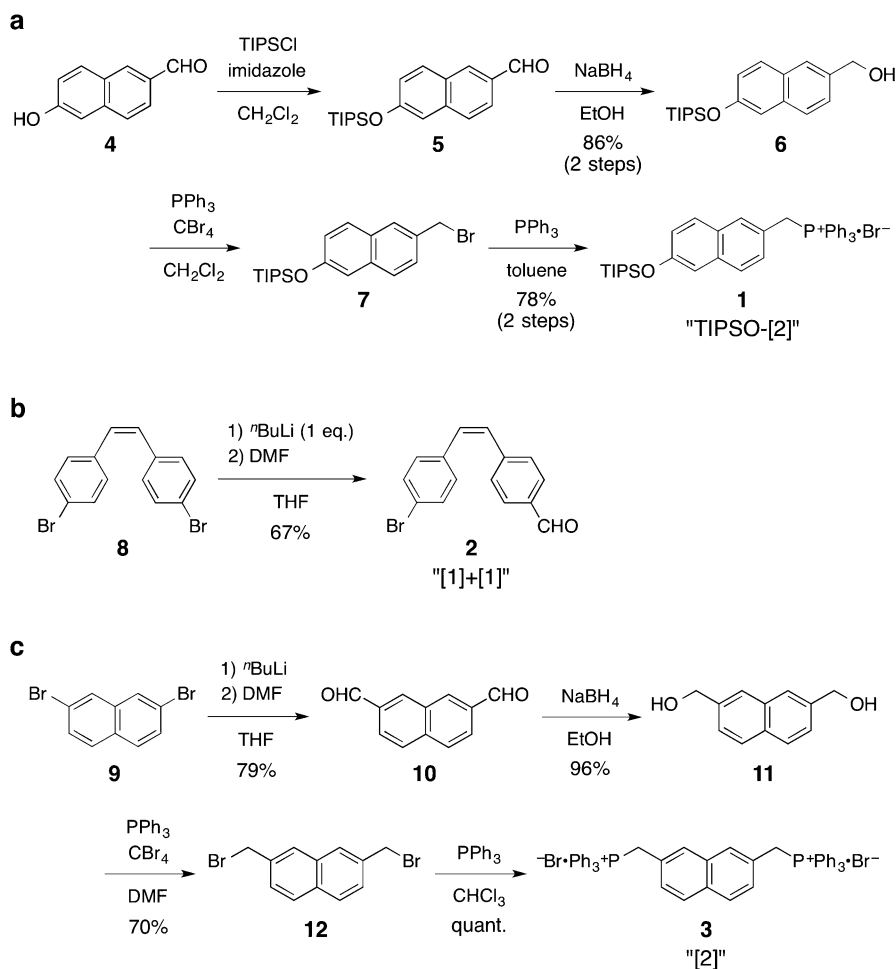 a
TIPSCl
imidazole
CH₂Cl₂
NaBH₄
EtOH
86%
(2 steps)
CHO
HO
4
CHO
TIPSO
5
OH
TIPSO
6
PPh₃
CBr₄
CH₂Cl₂
Br
TIPSO
7
PPh₃
toluene
78%
(2 steps)
P⁺Ph₃•Br⁻
TIPSO
1
"TIPSO-[2]"
b
Br
Br
8
1) ⁿBuLi (1 eq.)
2) DMF
THF
67%
Br
CHO
2
"[1]+[1]"
c
Br
Br
9
1) ⁿBuLi
2) DMF
THF
79%
OHC
CHO
10
NaBH₄
EtOH
96%
HO
OH
11
PPh₃
CBr₄
DMF
70%
Br
Br
12
PPh₃
CHCl₃
quant.
⁻Br•Ph₃⁺P
P⁺Ph₃•Br⁻
3
"[2]"